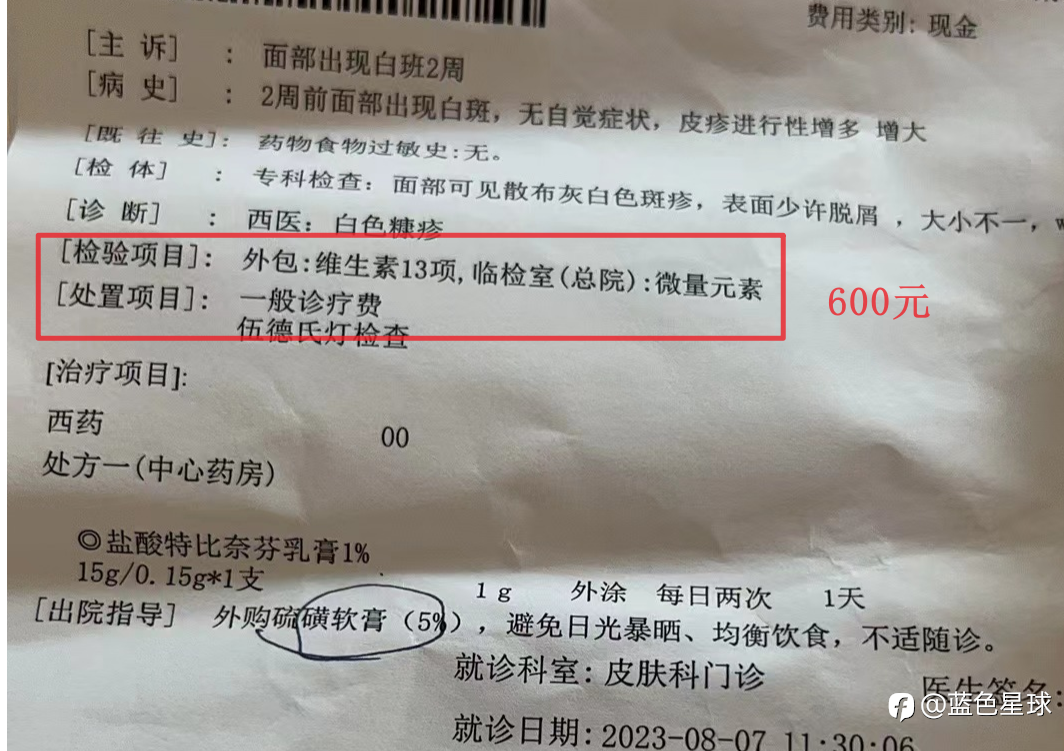 费用类别: 现金
[主 诉] : 面部出现白班2周
[病 史] : 2周前面部出现白斑，无自觉症状，皮疹进行性增多 增大
[既 往 史]: 药物食物过敏史:无。
[检 体] : 专科检查: 面部可见散布灰白色斑疹，表面少许脱屑 ，大小不一，w
[诊 断] : 西医: 白色糠疹
[检验项目]: 外包:维生素13项,临检室(总院):微量元素
[处置项目]: 一般诊疗费
600元
伍德氏灯检查
[治疗项目]:
西药 00
处方一(中心药房)
◎盐酸特比奈芬乳膏1%
15g/0.15g*1支 1g 外涂 每日两次 1天
[出院指导] 外购硫磺软膏（5%），避免日光暴晒、均衡饮食，不适随诊。
就诊科室: 皮肤科门诊
医生签名:
@蓝色星球
就诊日期: 2023-08-07 11:30:06